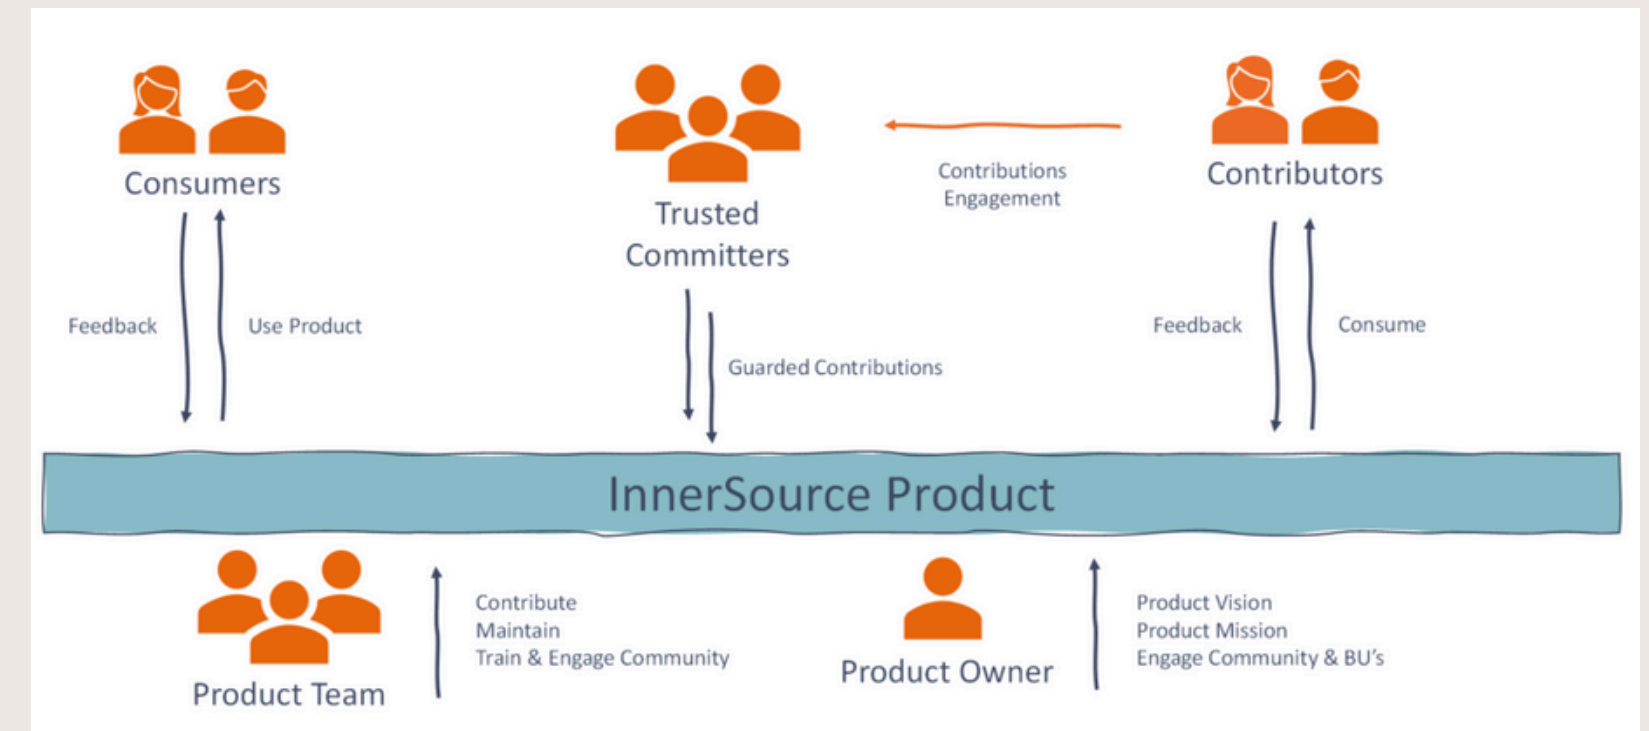 Consumers
Trusted
Committers
Contributions
Engagement
Contributors
Feedback
Use Product
Guarded Contributions
Feedback
Consume
InnerSource Product
Product Team
Contribute
Maintain
Train & Engage Community
Product Owner
Product Vision
Product Mission
Engage Community & BU's